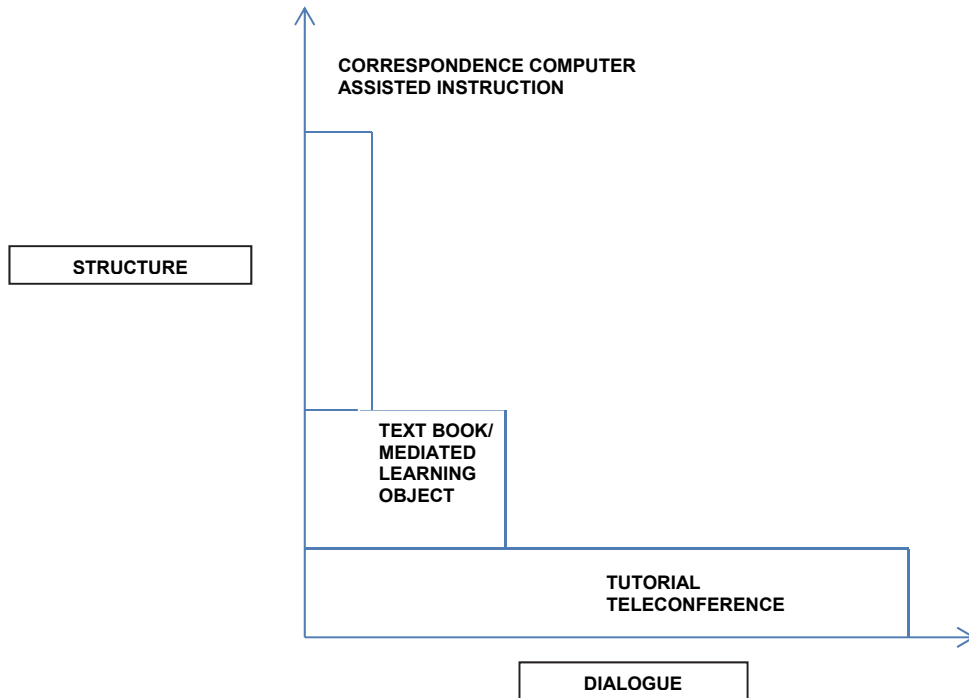 CORRESPONDENCE COMPUTER
ASSISTED INSTRUCTION
STRUCTURE
TEXT BOOK/
MEDIATED
LEARNING
OBJECT
TUTORIAL
TELECONFERENCE
DIALOGUE